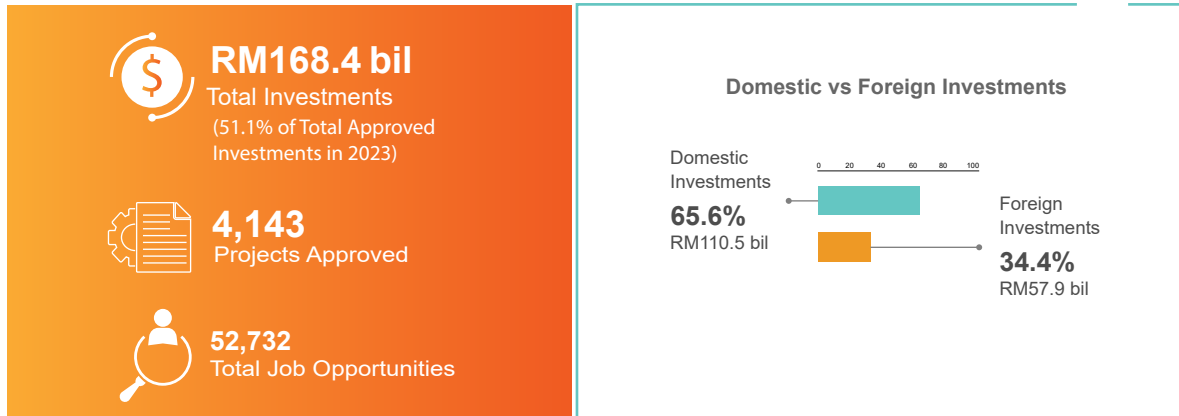 $
RM168.4 bil
Total Investments
(51.1% of Total Approved
Investments in 2023)
4,143
Projects Approved
52,732
Total Job Opportunities
Domestic vs Foreign Investments
Domestic
Investments
65.6%
RM110.5 bil
0 20 40 60 80 100
Foreign
Investments
34.4%
RM57.9 bil